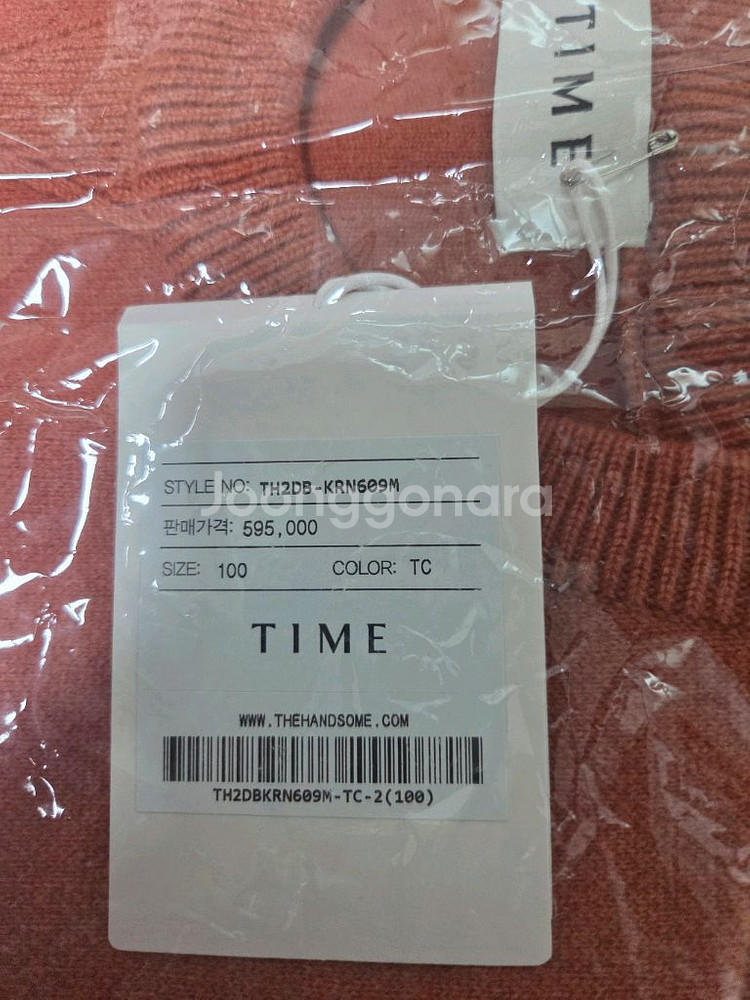 TIME
STYLE NO: TH2DB-KRN609M
Joonggonara
판매가격: 595,000
SIZE: 100 COLOR: TC
TIME
WWW.THEHANDSOME.COM
TH2DBKRN609M-TC-2(100)